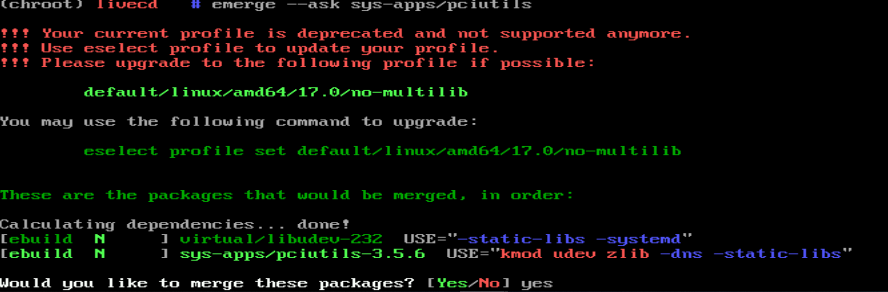 (chroot) livecd # emerge --ask sys-apps/pciutils
!!! Your current profile is deprecated and not supported anymore.
!!! Use eselect profile to update your profile.
!!! Please upgrade to the following profile if possible:
default/linux/amd64/17.0/no-multilib
You may use the following command to upgrade:
eselect profile set default/linux/amd64/17.0/no-multilib
These are the packages that would be merged, in order:
Calculating dependencies... done!
[ebuild N ] virtual/libudev-232 USE="-static-libs -systemd"
[ebuild N ] sys-apps/pciutils-3.5.6 USE="kmod udev zlib -dns -static-libs"
Would you like to merge these packages? [Yes/No] yes